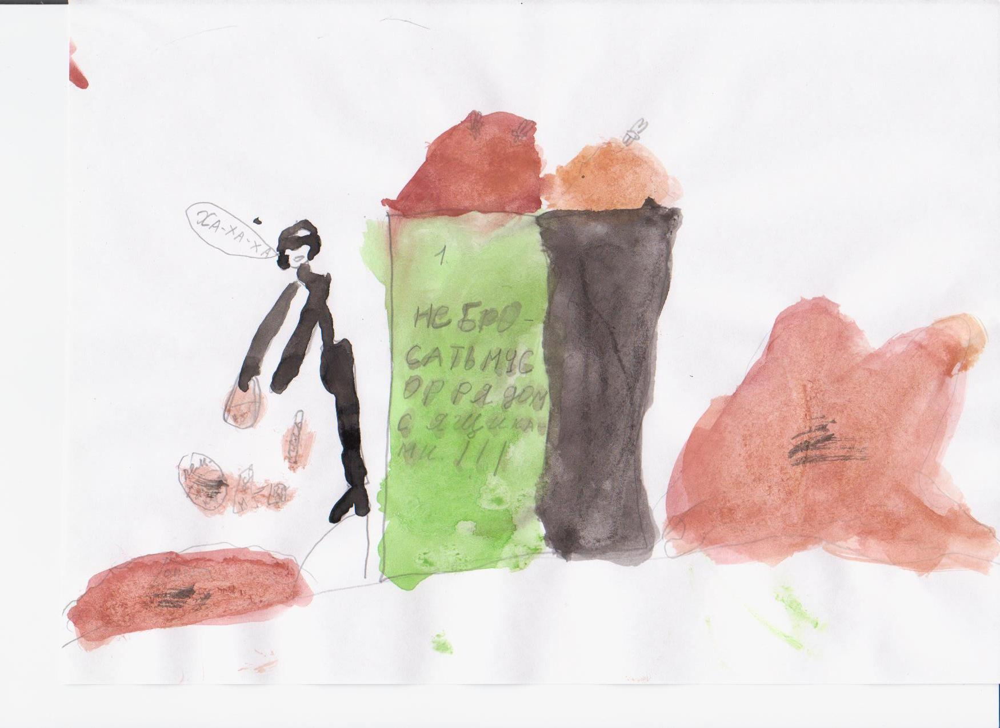 ХА-ХА-ХА
1.
НЕ БРО-
САТЬ МУС
ОР РЯДОМ
С ЯЩИКА-
МИ. !!!